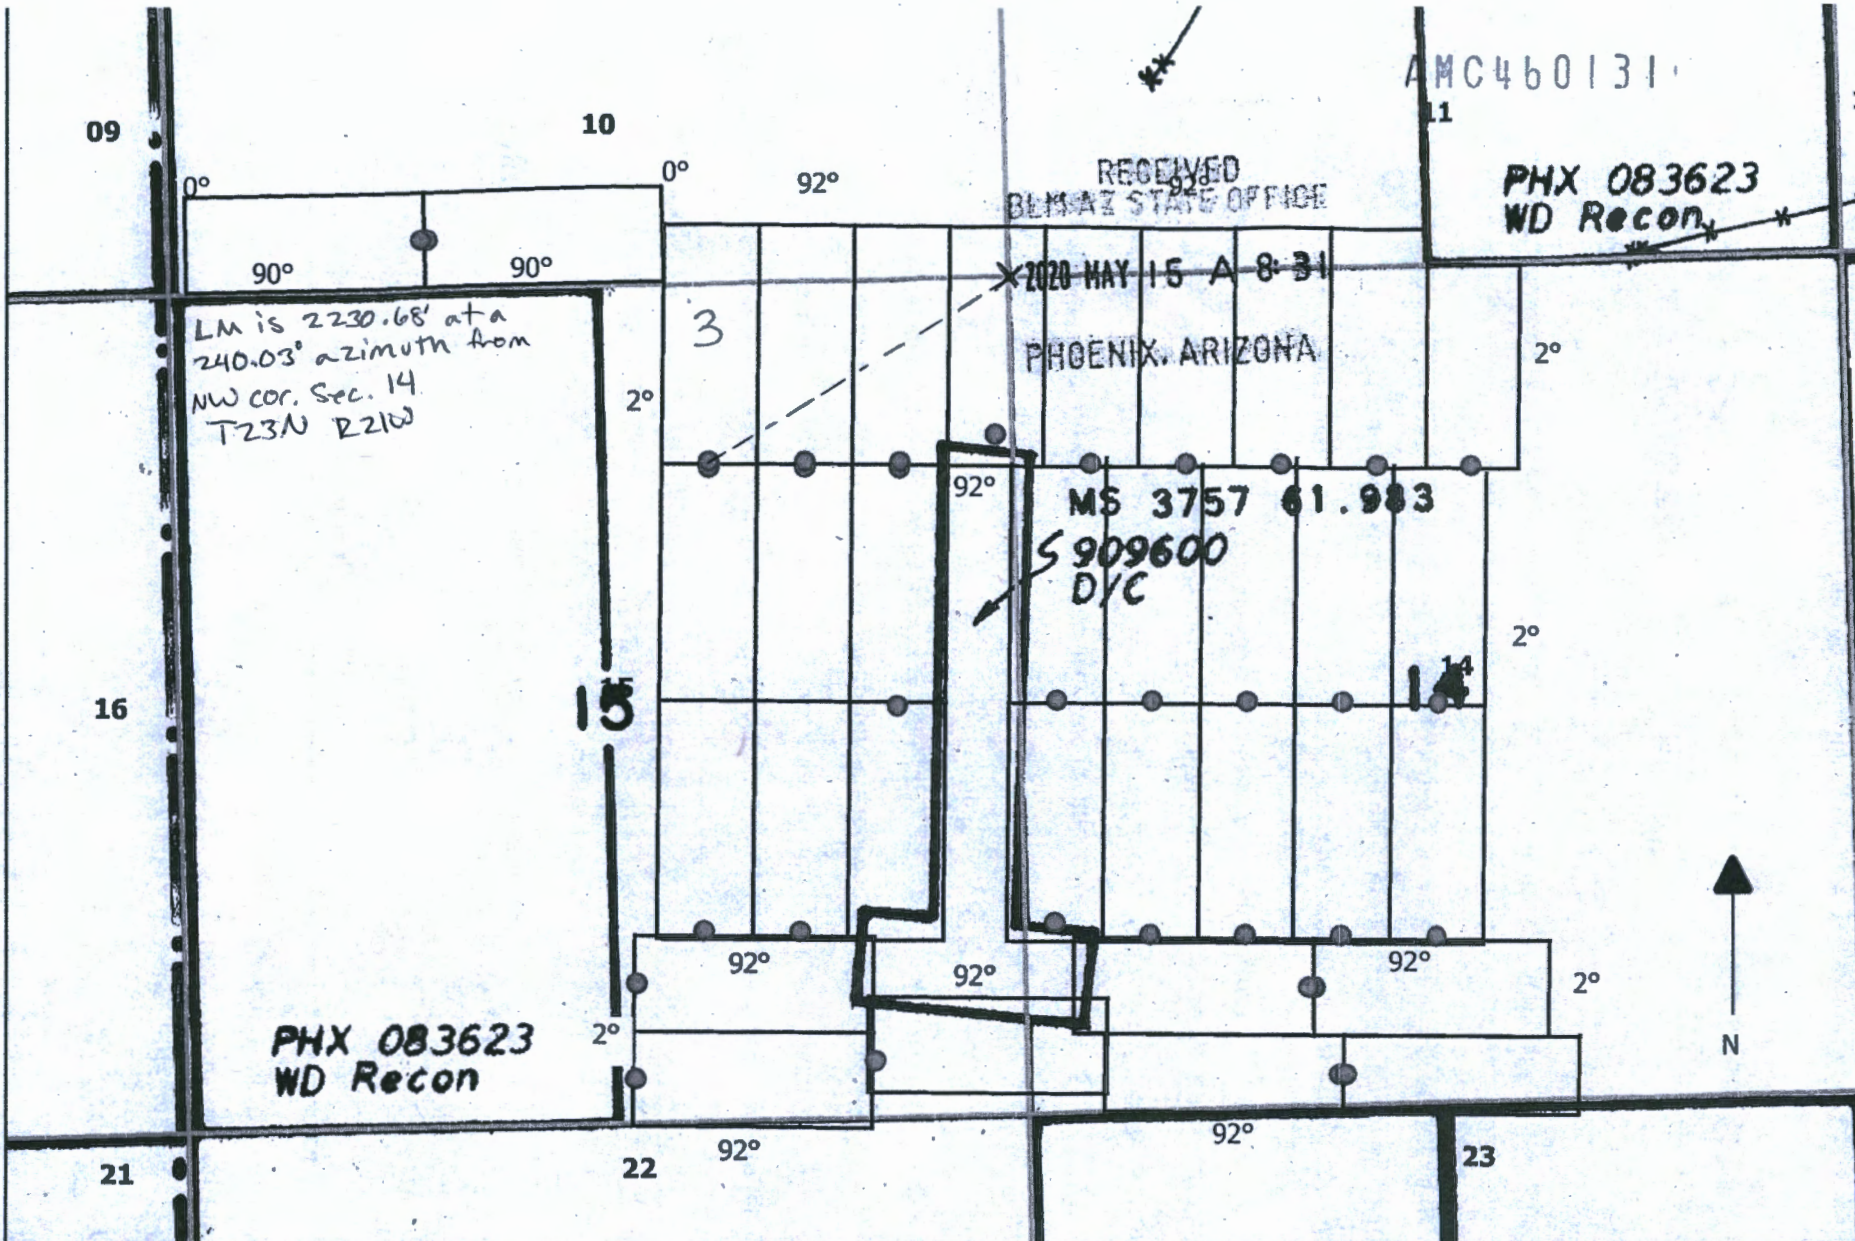 AMC460131
09
10
11
0°
0°
92°
RECEIVED
92°
BLM AZ STATE OFFICE
PHX 083623
WD Recon
90°
90°
2020 MAY 15 A 8:31
LM is 2230.68' at a
240.03° azimuth from
NW cor. Sec. 14
T23N R21W
3
PHOENIX, ARIZONA
2°
2°
92°
MS 3757 61.983
909600
D/C
2°
16
15
15
14
14
92°
92°
92°
2°
2°
PHX 083623
WD Recon
N
92°
92°
21
22
23